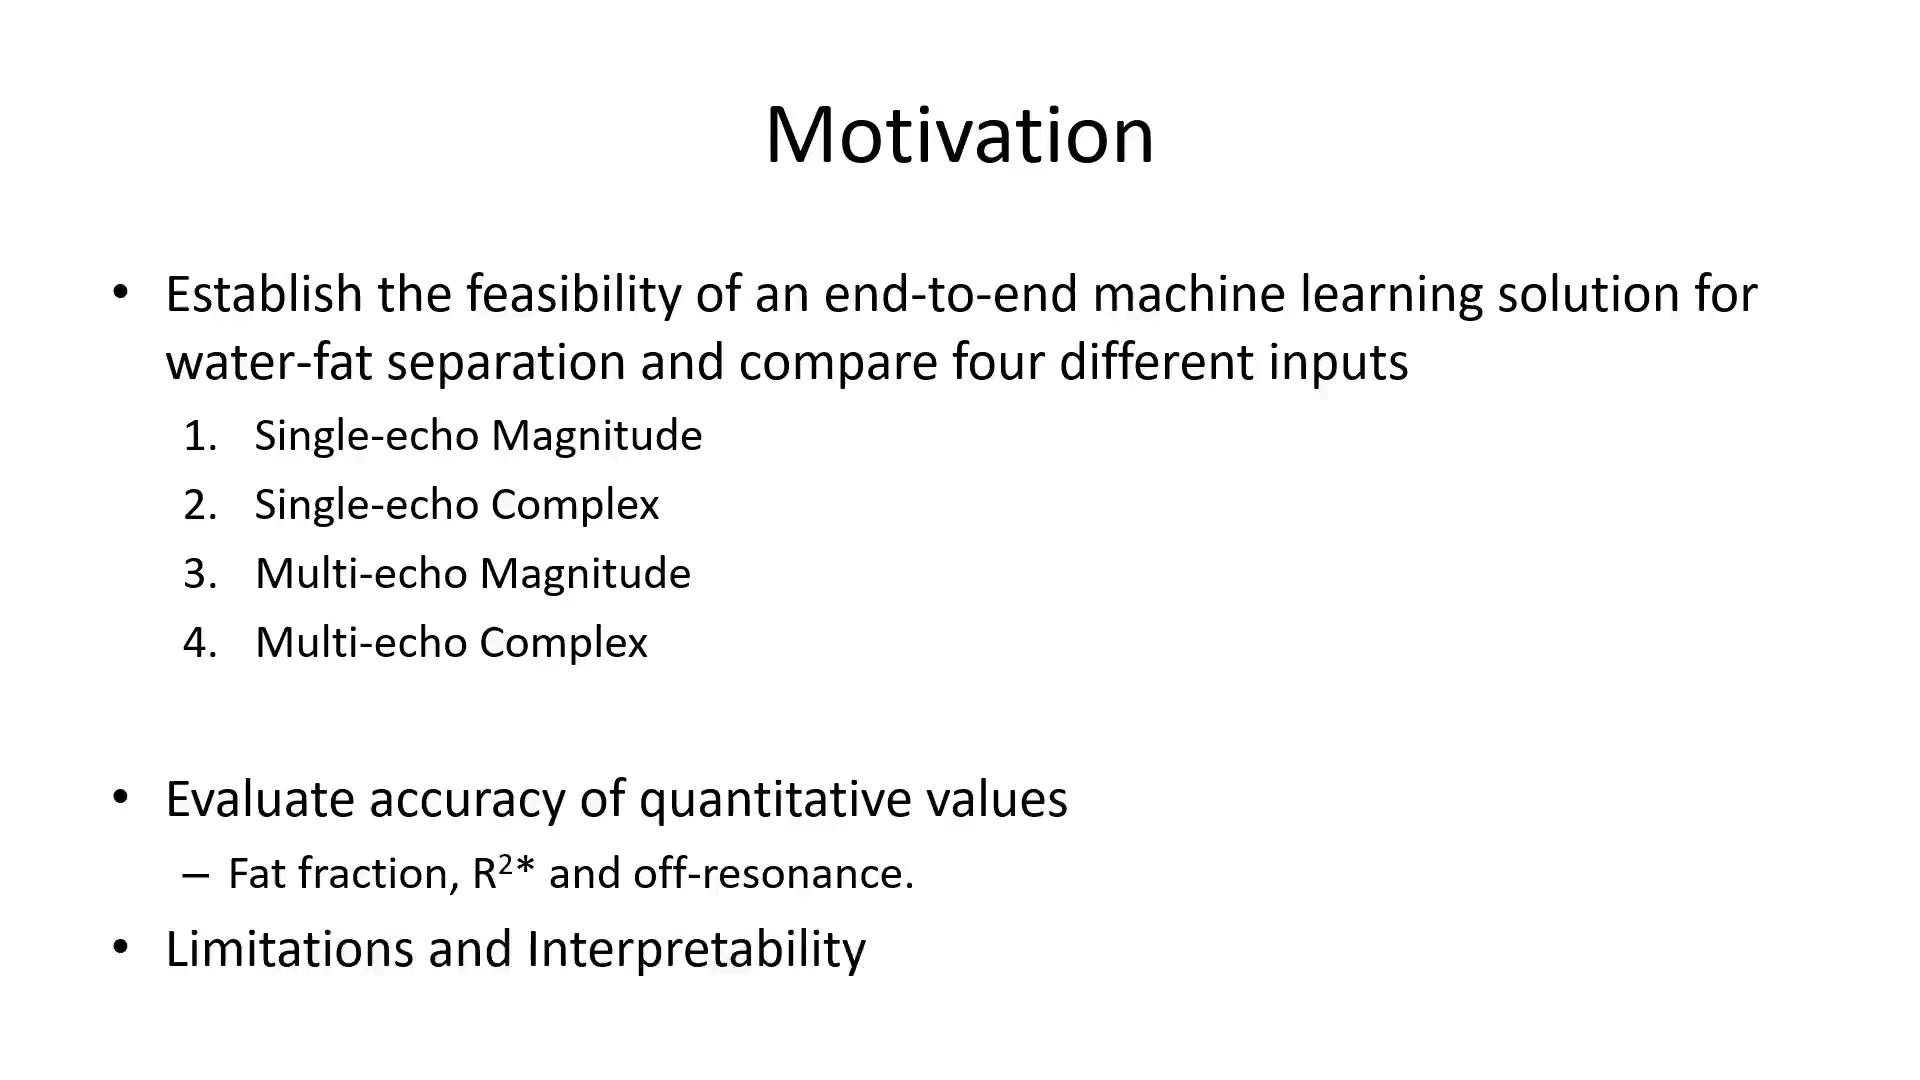 Motivation
• Establish the feasibility of an end-to-end machine learning solution for
water-fat separation and compare four different inputs
1. Single-echo Magnitude
2. Single-echo Complex
3. Multi-echo Magnitude
4. Multi-echo Complex
• Evaluate accuracy of quantitative values
– Fat fraction, R²* and off-resonance.
• Limitations and Interpretability